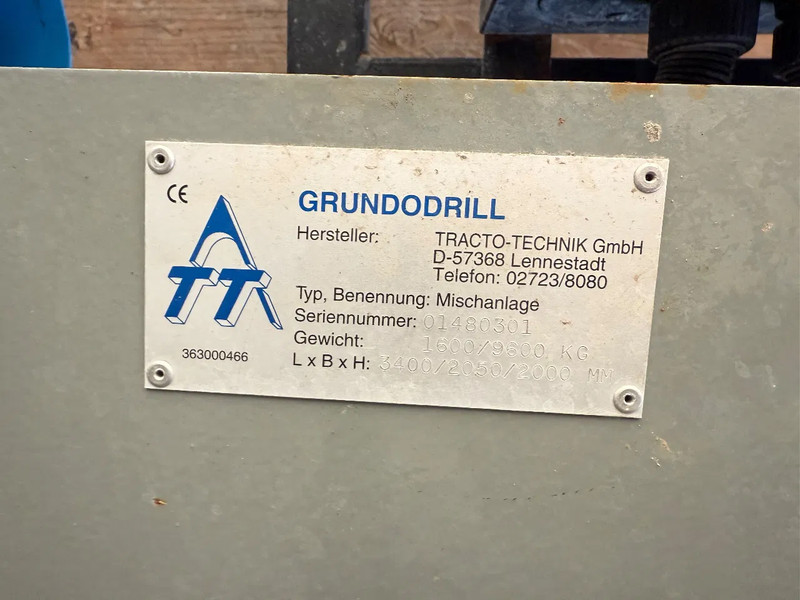 CE
GRUNDODRILL
Hersteller: TRACTO-TECHNIK GmbH
D-57368 Lennestadt
Telefon: 02723/8080
TT
Typ, Benennung: Mischanlage
Seriennummer: 01480301
Gewicht: 1600/9600 KG
363000466
L x B x H: 3400/2050/2000 MM